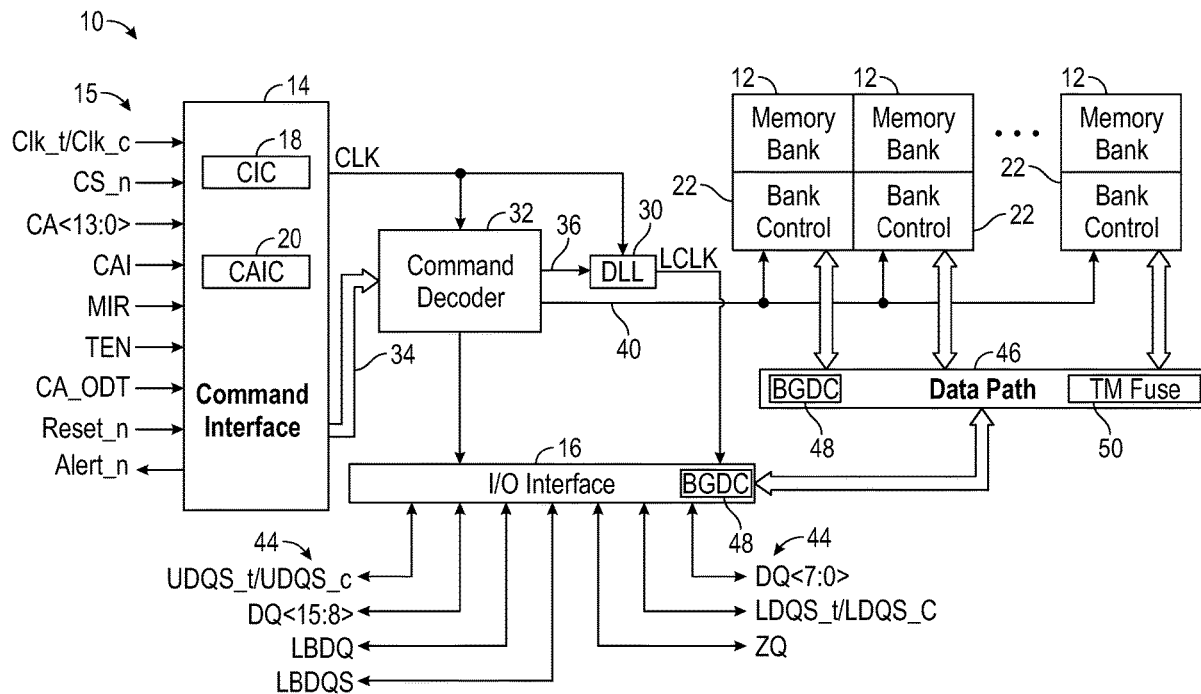 10
15
14
Clk_t/Clk_c
CS_n
CA<13:0>
CAI
MIR
TEN
CA_ODT
Reset_n
Alert_n
18
CIC
20
CAIC
Command
Interface
CLK
34
32
Command
Decoder
36
30
DLL
LCLK
40
12
Memory
Bank
22
Bank
Control
12
Memory
Bank
Bank
Control
22
12
Memory
Bank
22
Bank
Control
46
BGDC
Data Path
TM Fuse
48
50
16
I/O Interface
BGDC
48
44
UDQS_t/UDQS_c
DQ<15:8>
LBDQ
LBDQS
44
DQ<7:0>
LDQS_t/LDQS_C
ZQ